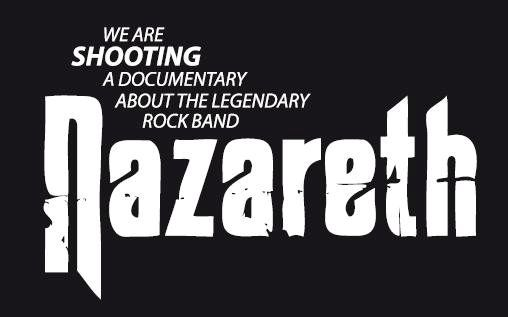 WE ARE
SHOOTING
A DOCUMENTARY
ABOUT THE LEGENDARY
ROCK BAND
nazareth